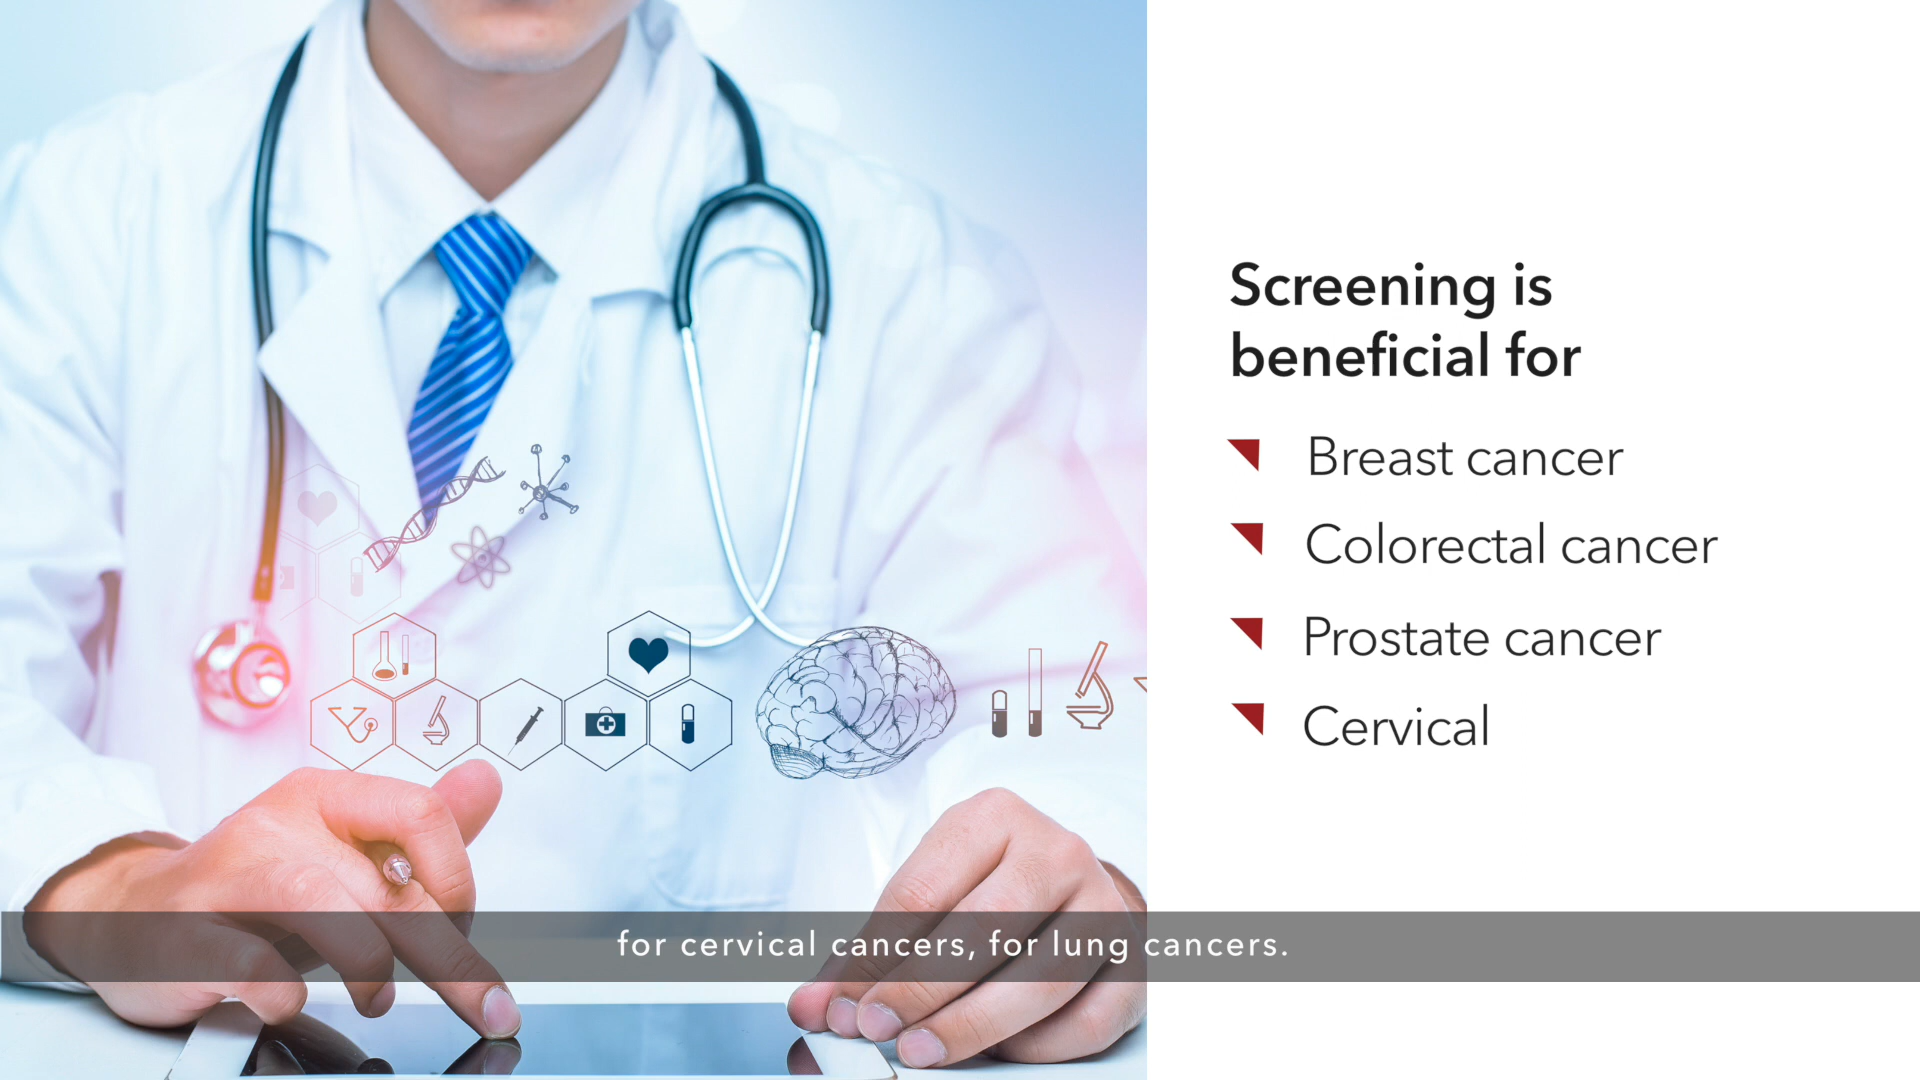 Screening is
beneficial for
Breast cancer
Colorectal cancer
Prostate cancer
Cervical
for cervical cancers, for lung cancers.